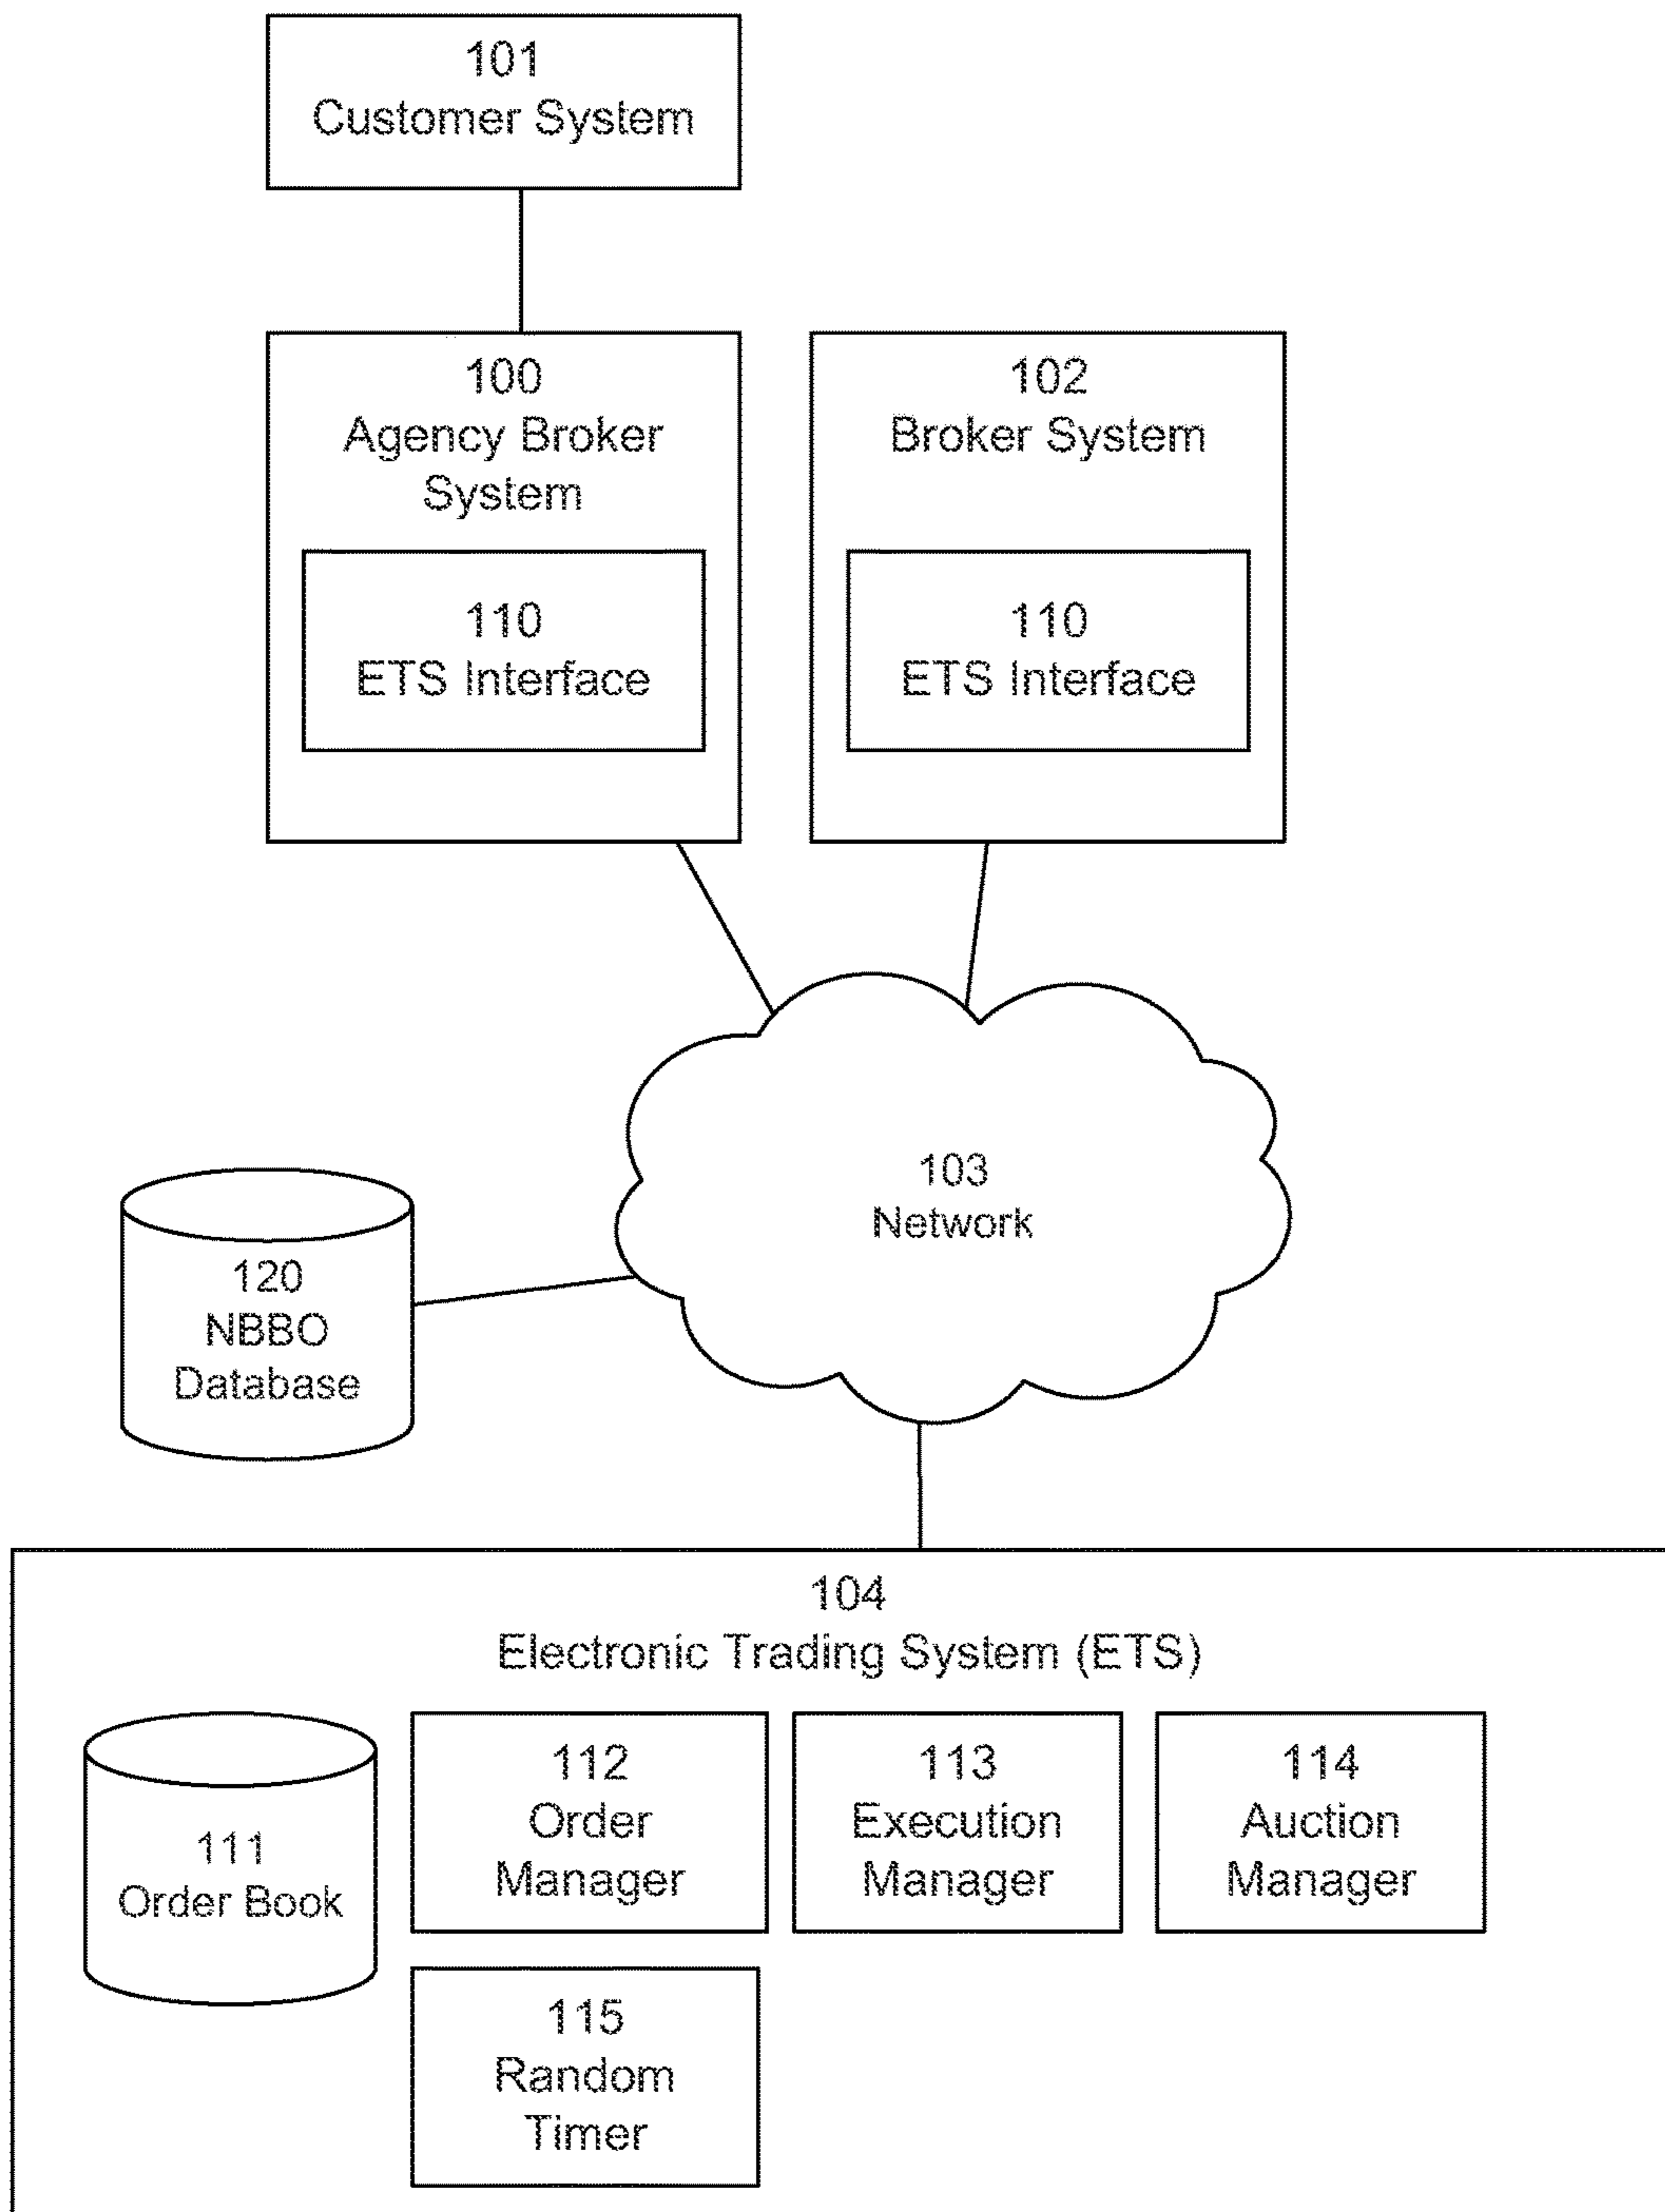 101
Customer System
100
Agency Broker
System
110
ETS Interface
102
Broker System
110
ETS Interface
103
Network
120
NBBO
Database
104
Electronic Trading System (ETS)
111
Order Book
112
Order
Manager
113
Execution
Manager
114
Auction
Manager
115
Random
Timer